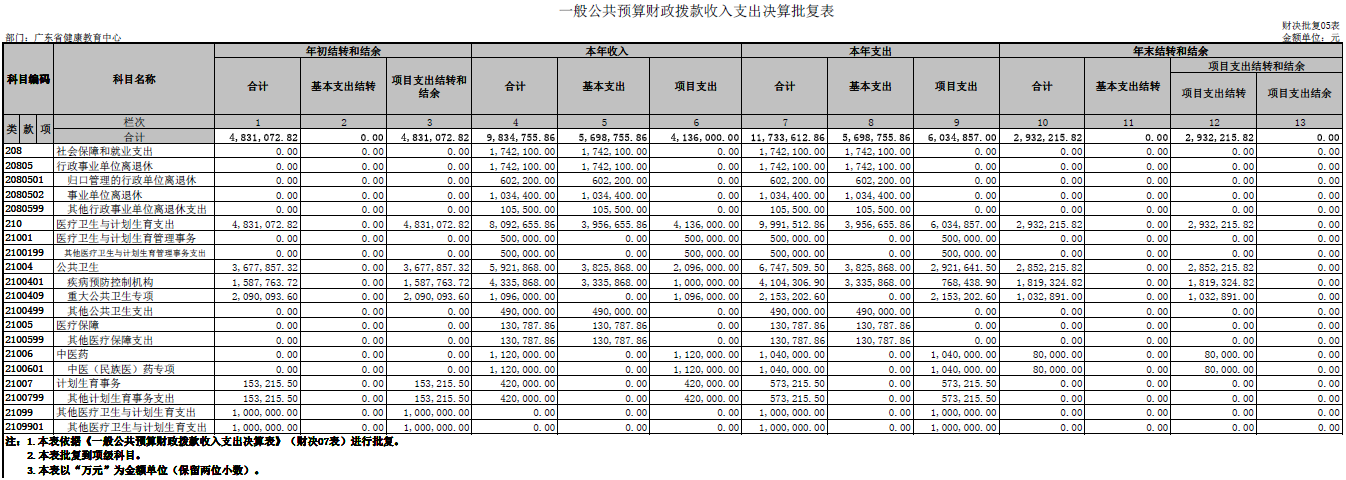 一般公共预算财政拨款收入支出决算批复表
财决批复05表
部门：广东省健康教育中心 金额单位：元
科目编码 科目名称 年初结转和结余 本年收入 本年支出 年末结转和结余
合计 基本支出结转 项目支出结转和结余 合计 基本支出 项目支出 合计 基本支出 项目支出 合计 基本支出结转 项目支出结转和结余
项目支出结转 项目支出结余
类 款 项 栏次 1 2 3 4 5 6 7 8 9 10 11 12 13
合计 4,831,072.82 0.00 4,831,072.82 9,834,755.86 5,698,755.86 4,136,000.00 11,733,612.86 5,698,755.86 6,034,857.00 2,932,215.82 0.00 2,932,215.82 0.00
208 社会保障和就业支出 0.00 0.00 0.00 1,742,100.00 1,742,100.00 0.00 1,742,100.00 1,742,100.00 0.00 0.00 0.00 0.00 0.00
20805 行政事业单位离退休 0.00 0.00 0.00 1,742,100.00 1,742,100.00 0.00 1,742,100.00 1,742,100.00 0.00 0.00 0.00 0.00 0.00
2080501 归口管理的行政单位离退休 0.00 0.00 0.00 602,200.00 602,200.00 0.00 602,200.00 602,200.00 0.00 0.00 0.00 0.00 0.00
2080502 事业单位离退休 0.00 0.00 0.00 1,034,400.00 1,034,400.00 0.00 1,034,400.00 1,034,400.00 0.00 0.00 0.00 0.00 0.00
2080599 其他行政事业单位离退休支出 0.00 0.00 0.00 105,500.00 105,500.00 0.00 105,500.00 105,500.00 0.00 0.00 0.00 0.00 0.00
210 医疗卫生与计划生育支出 4,831,072.82 0.00 4,831,072.82 8,092,655.86 3,956,655.86 4,136,000.00 9,991,512.86 3,956,655.86 6,034,857.00 2,932,215.82 0.00 2,932,215.82 0.00
21001 医疗卫生与计划生育管理事务 0.00 0.00 0.00 500,000.00 0.00 500,000.00 500,000.00 0.00 500,000.00 0.00 0.00 0.00 0.00
2100199 其他医疗卫生与计划生育管理事务支出 0.00 0.00 0.00 500,000.00 0.00 500,000.00 500,000.00 0.00 500,000.00 0.00 0.00 0.00 0.00
21004 公共卫生 3,677,857.32 0.00 3,677,857.32 5,921,868.00 3,825,868.00 2,096,000.00 6,747,509.50 3,825,868.00 2,921,641.50 2,852,215.82 0.00 2,852,215.82 0.00
2100401 疾病预防控制机构 1,587,763.72 0.00 1,587,763.72 4,335,868.00 3,335,868.00 1,000,000.00 4,104,306.90 3,335,868.00 768,438.90 1,819,324.82 0.00 1,819,324.82 0.00
2100409 重大公共卫生专项 2,090,093.60 0.00 2,090,093.60 1,096,000.00 0.00 1,096,000.00 2,153,202.60 0.00 2,153,202.60 1,032,891.00 0.00 1,032,891.00 0.00
2100499 其他公共卫生支出 0.00 0.00 0.00 490,000.00 490,000.00 0.00 490,000.00 490,000.00 0.00 0.00 0.00 0.00 0.00
21005 医疗保障 0.00 0.00 0.00 130,787.86 130,787.86 0.00 130,787.86 130,787.86 0.00 0.00 0.00 0.00 0.00
2100599 其他医疗保障支出 0.00 0.00 0.00 130,787.86 130,787.86 0.00 130,787.86 130,787.86 0.00 0.00 0.00 0.00 0.00
21006 中医药 0.00 0.00 0.00 1,120,000.00 0.00 1,120,000.00 1,040,000.00 0.00 1,040,000.00 80,000.00 0.00 80,000.00 0.00
2100601 中医（民族医）药专项 0.00 0.00 0.00 1,120,000.00 0.00 1,120,000.00 1,040,000.00 0.00 1,040,000.00 80,000.00 0.00 80,000.00 0.00
21007 计划生育事务 153,215.50 0.00 153,215.50 420,000.00 0.00 420,000.00 573,215.50 0.00 573,215.50 0.00 0.00 0.00 0.00
2100799 其他计划生育事务支出 153,215.50 0.00 153,215.50 420,000.00 0.00 420,000.00 573,215.50 0.00 573,215.50 0.00 0.00 0.00 0.00
21099 其他医疗卫生与计划生育支出 1,000,000.00 0.00 1,000,000.00 0.00 0.00 0.00 1,000,000.00 0.00 1,000,000.00 0.00 0.00 0.00 0.00
2109901 其他医疗卫生与计划生育支出 1,000,000.00 0.00 1,000,000.00 0.00 0.00 0.00 1,000,000.00 0.00 1,000,000.00 0.00 0.00 0.00 0.00
注：1.本表依据《一般公共预算财政拨款收入支出决算表》（财决07表）进行批复。
2.本表批复到项级科目。
3.本表以“万元”为金额单位（保留两位小数）。